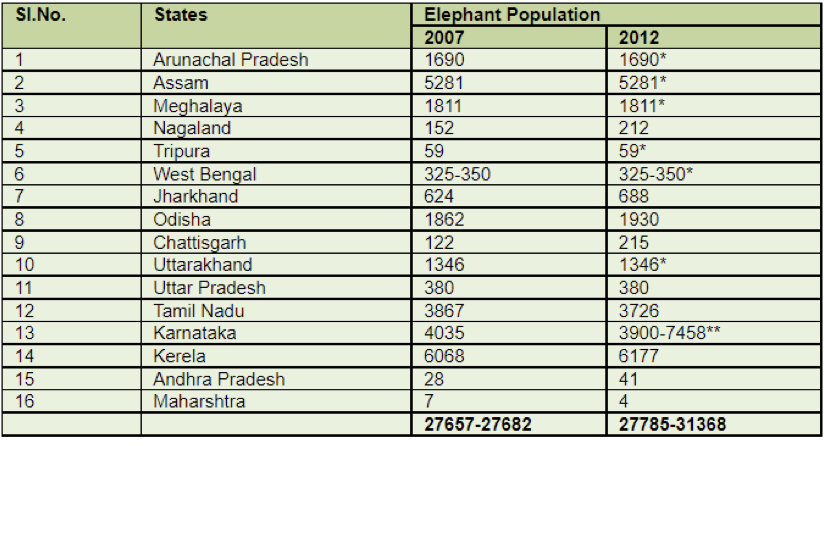 Sl.No. States Elephant Population
2007 2012
1 Arunachal Pradesh 1690 1690*
2 Assam 5281 5281*
3 Meghalaya 1811 1811*
4 Nagaland 152 212
5 Tripura 59 59*
6 West Bengal 325-350 325-350*
7 Jharkhand 624 688
8 Odisha 1862 1930
9 Chattisgarh 122 215
10 Uttarakhand 1346 1346*
11 Uttar Pradesh 380 380
12 Tamil Nadu 3867 3726
13 Karnataka 4035 3900-7458**
14 Kerela 6068 6177
15 Andhra Pradesh 28 41
16 Maharshtra 7 4
27657-27682 27785-31368